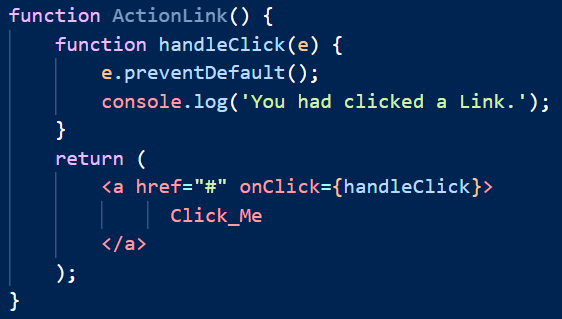 function ActionLink() {
    function handleClick(e) {
        e.preventDefault();
        console.log('You had clicked a Link.');
    }
    return (
        <a href="#" onClick={handleClick}>
              Click_Me
        </a>
    );
}